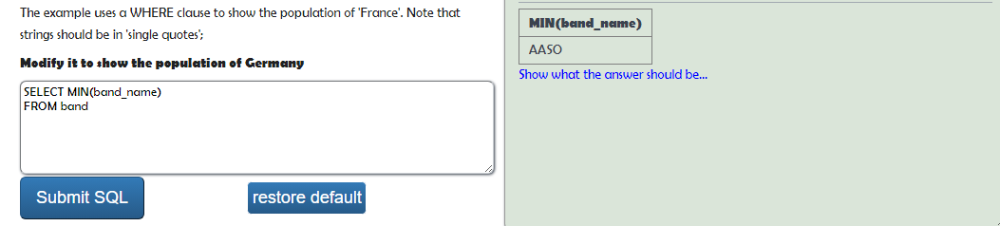 The example uses a WHERE clause to show the population of 'France'. Note that
strings should be in 'single quotes';
Modify it to show the population of Germany
SELECT MIN(band_name)
FROM band
Submit SQL
restore default
MIN(band_name)
AASO
Show what the answer should be...